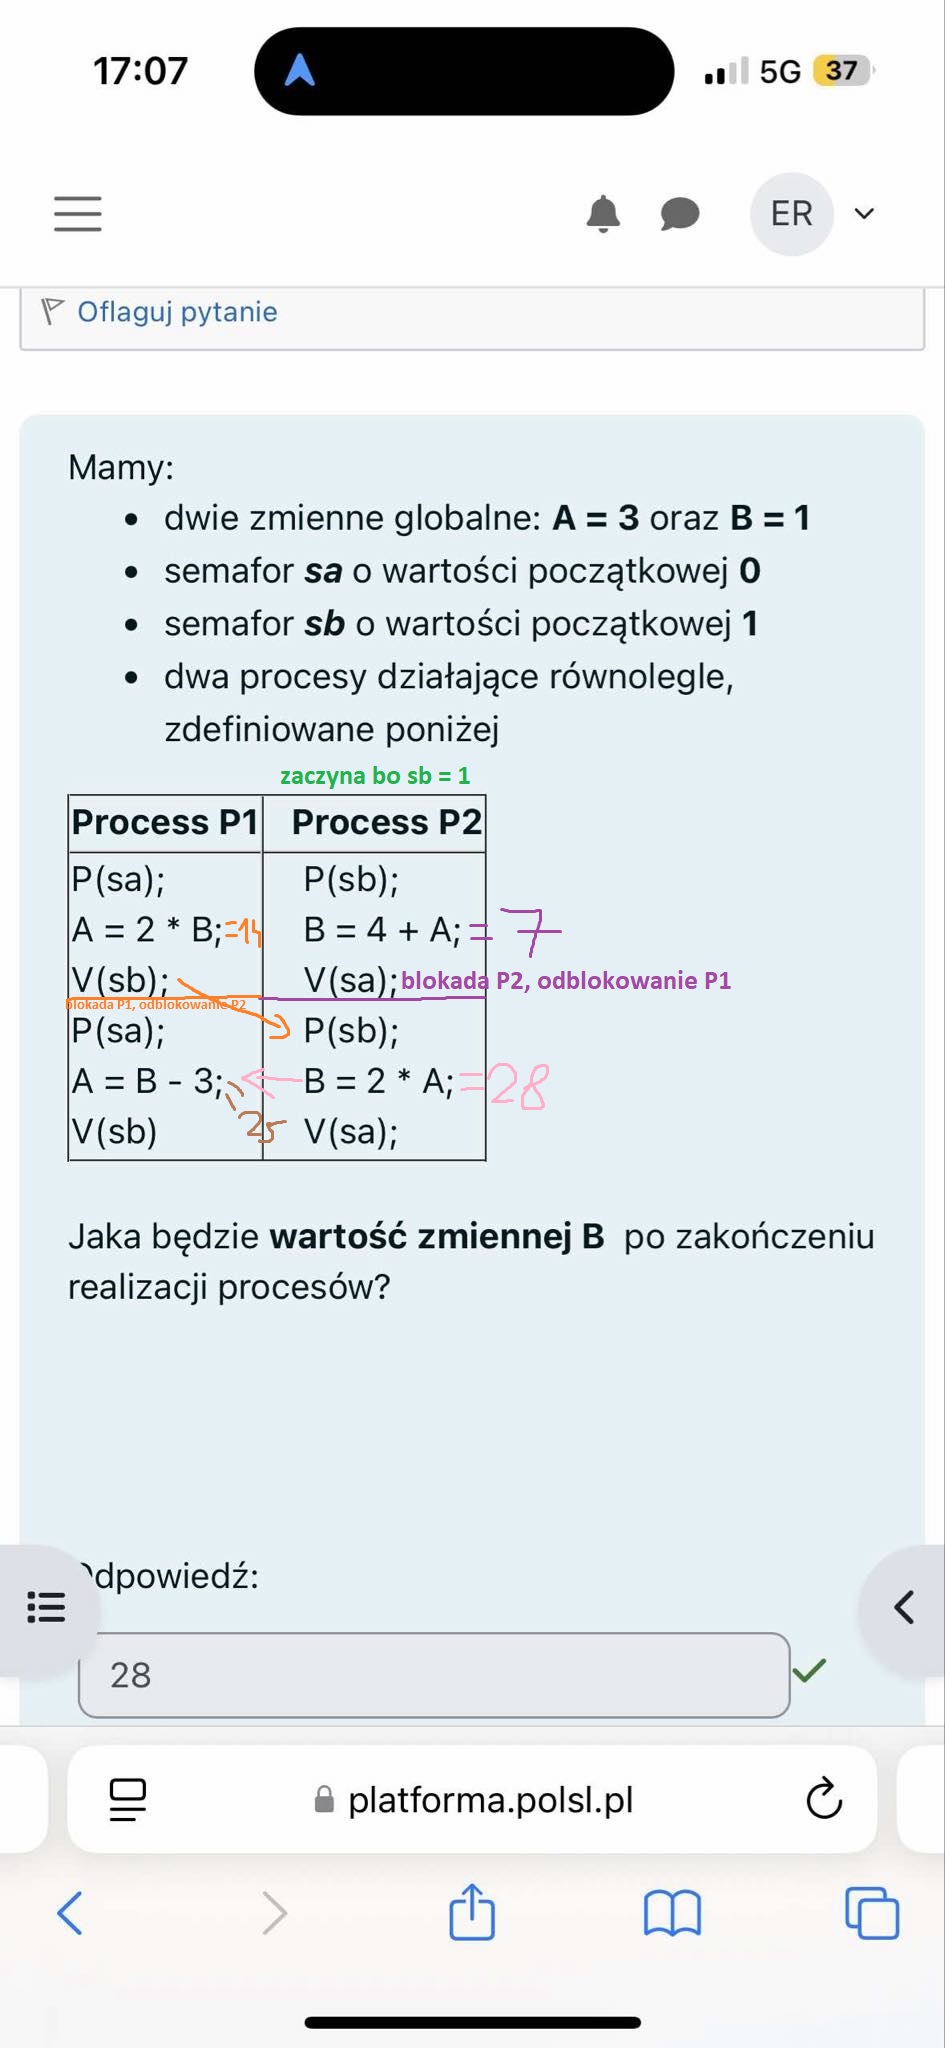 17:07
5G 37
ER
Oflaguj pytanie
Mamy:
• dwie zmienne globalne: A = 3 oraz B = 1
• semafor sa o wartości początkowej 0
• semafor sb o wartości początkowej 1
• dwa procesy działające równolegle,
zdefiniowane poniżej
zaczyna bo sb = 1
Process P1 Process P2
P(sa); P(sb);
A = 2 * B; =14 B = 4 + A; = 7
V(sb); V(sa); blokada P2, odblokowanie P1
blokada P1, odblokowanie P2
P(sa); P(sb);
A = B - 3; B = 2 * A; =28
V(sb) 25 V(sa);
Jaka będzie wartość zmiennej B po zakończeniu
realizacji procesów?
dpowiedź:
28
platforma.polsl.pl